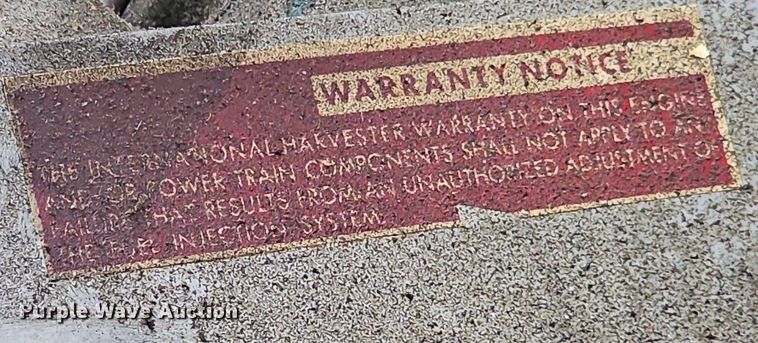 WARRANTY NOTICE
THE INTERNATIONAL HARVESTER WARRANTY ON THIS ENGINE
AND/OR POWER TRAIN COMPONENTS SHALL NOT APPLY TO ANY
FAILURE THAT RESULTS FROM AN UNAUTHORIZED ADJUSTMENT OF
THE FUEL INJECTION SYSTEM.
Purple Wave Auction